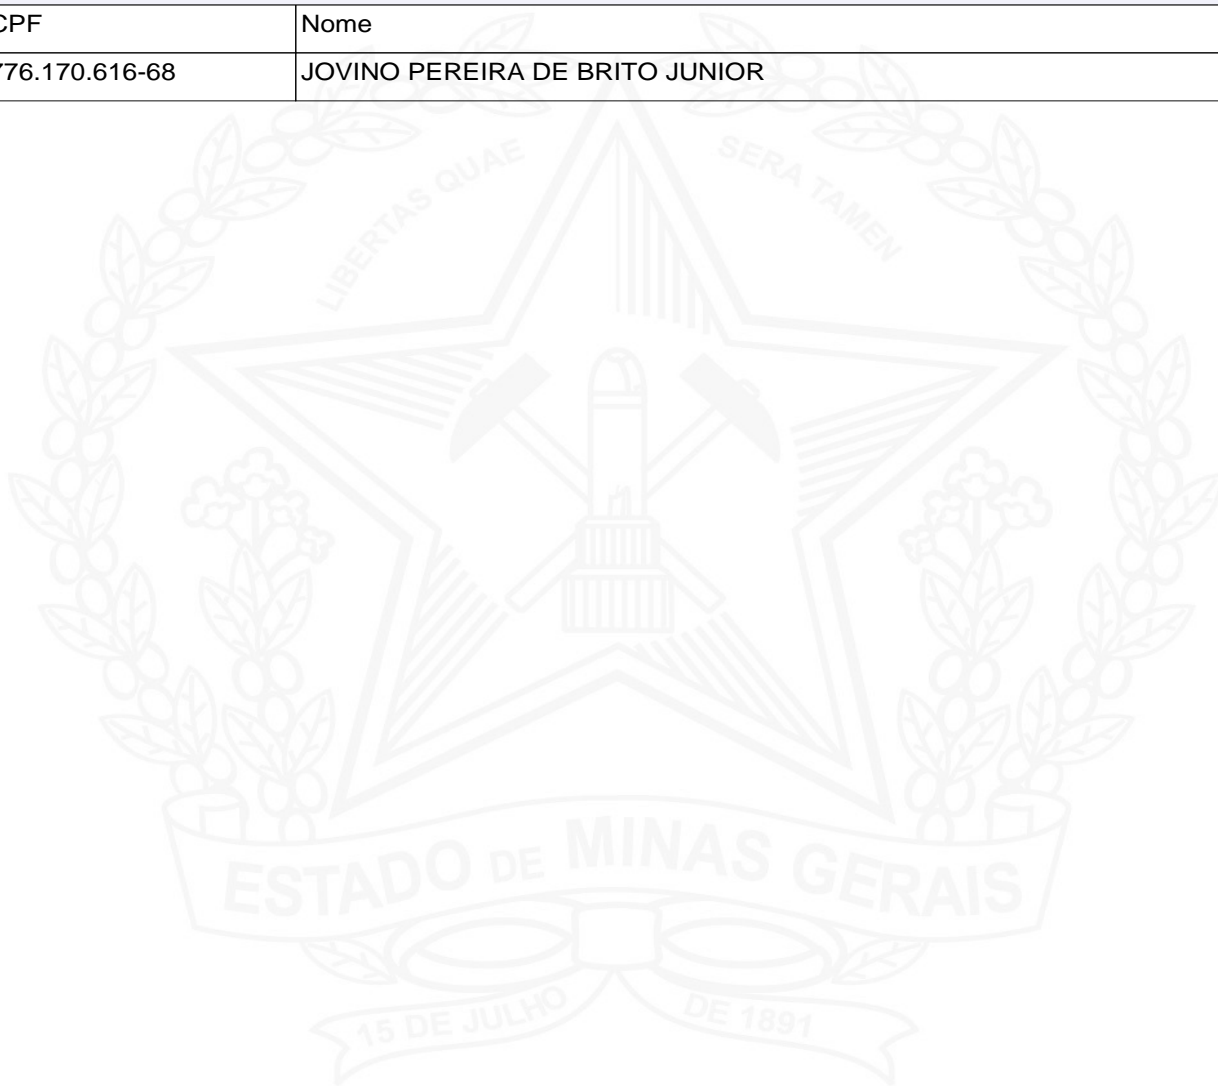 CPF Nome
776.170.616-68 JOVINO PEREIRA DE BRITO JUNIOR
LIBERTAS QUAE SERA TAMEN
ESTADO DE MINAS GERAIS
15 DE JULHO DE 1891